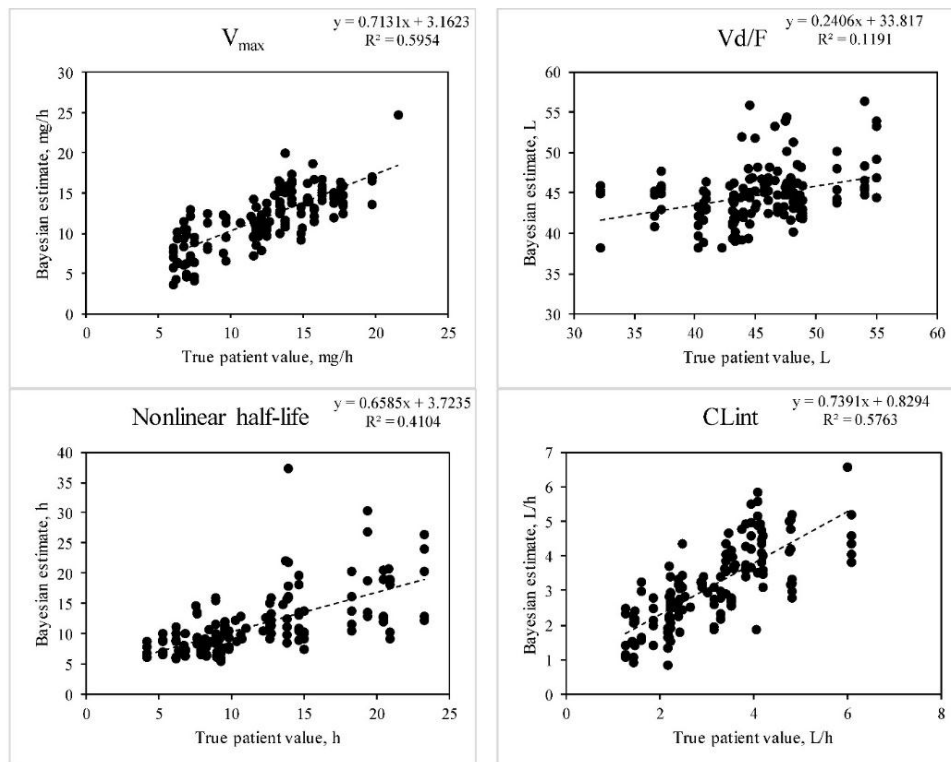 y = 0.7131x + 3.1623
R² = 0.5954
Vmax
30
25
20
15
10
5
0
Bayesian estimate, mg/h
0 5 10 15 20 25
True patient value, mg/h
y = 0.2406x + 33.817
R² = 0.1191
Vd/F
60
55
50
45
40
35
30
Bayesian estimate, L
30 35 40 45 50 55 60
True patient value, L
y = 0.6585x + 3.7235
R² = 0.4104
Nonlinear half-life
40
35
30
25
20
15
10
5
0
Bayesian estimate, h
0 5 10 15 20 25
True patient value, h
y = 0.7391x + 0.8294
R² = 0.5763
CLint
7
6
5
4
3
2
1
0
Bayesian estimate, L/h
0 2 4 6 8
True patient value, L/h